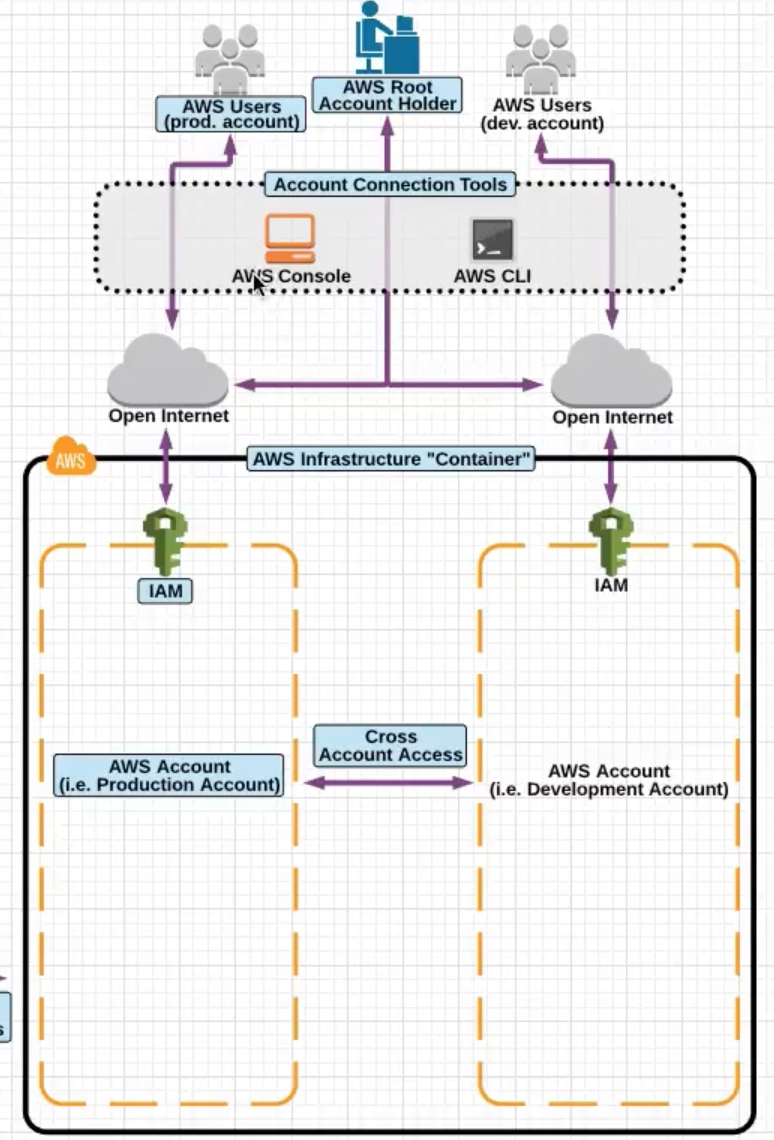 AWS Root
Account Holder
AWS Users
(prod. account)
AWS Users
(dev. account)
Account Connection Tools
AWS Console
AWS CLI
Open Internet
Open Internet
AWS
AWS Infrastructure "Container"
IAM
IAM
Cross
Account Access
AWS Account
(i.e. Production Account)
AWS Account
(i.e. Development Account)
s